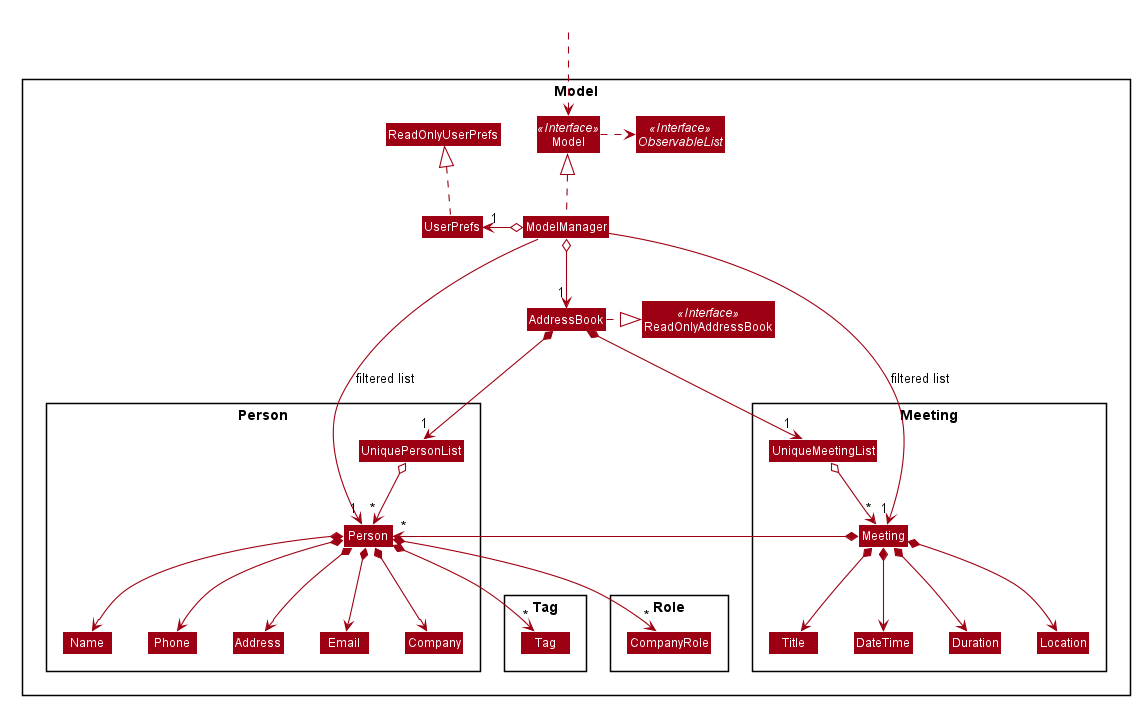 Model
ReadOnlyUserPrefs
«Interface»
Model
«Interface»
ObservableList
UserPrefs
1
ModelManager
1
AddressBook
«Interface»
ReadOnlyAddressBook
filtered list
filtered list
Person
Meeting
1
1
UniquePersonList
UniqueMeetingList
1
*
*
*
1
Person
Meeting
Tag
Role
*
*
Name
Phone
Address
Email
Company
Tag
CompanyRole
Title
DateTime
Duration
Location